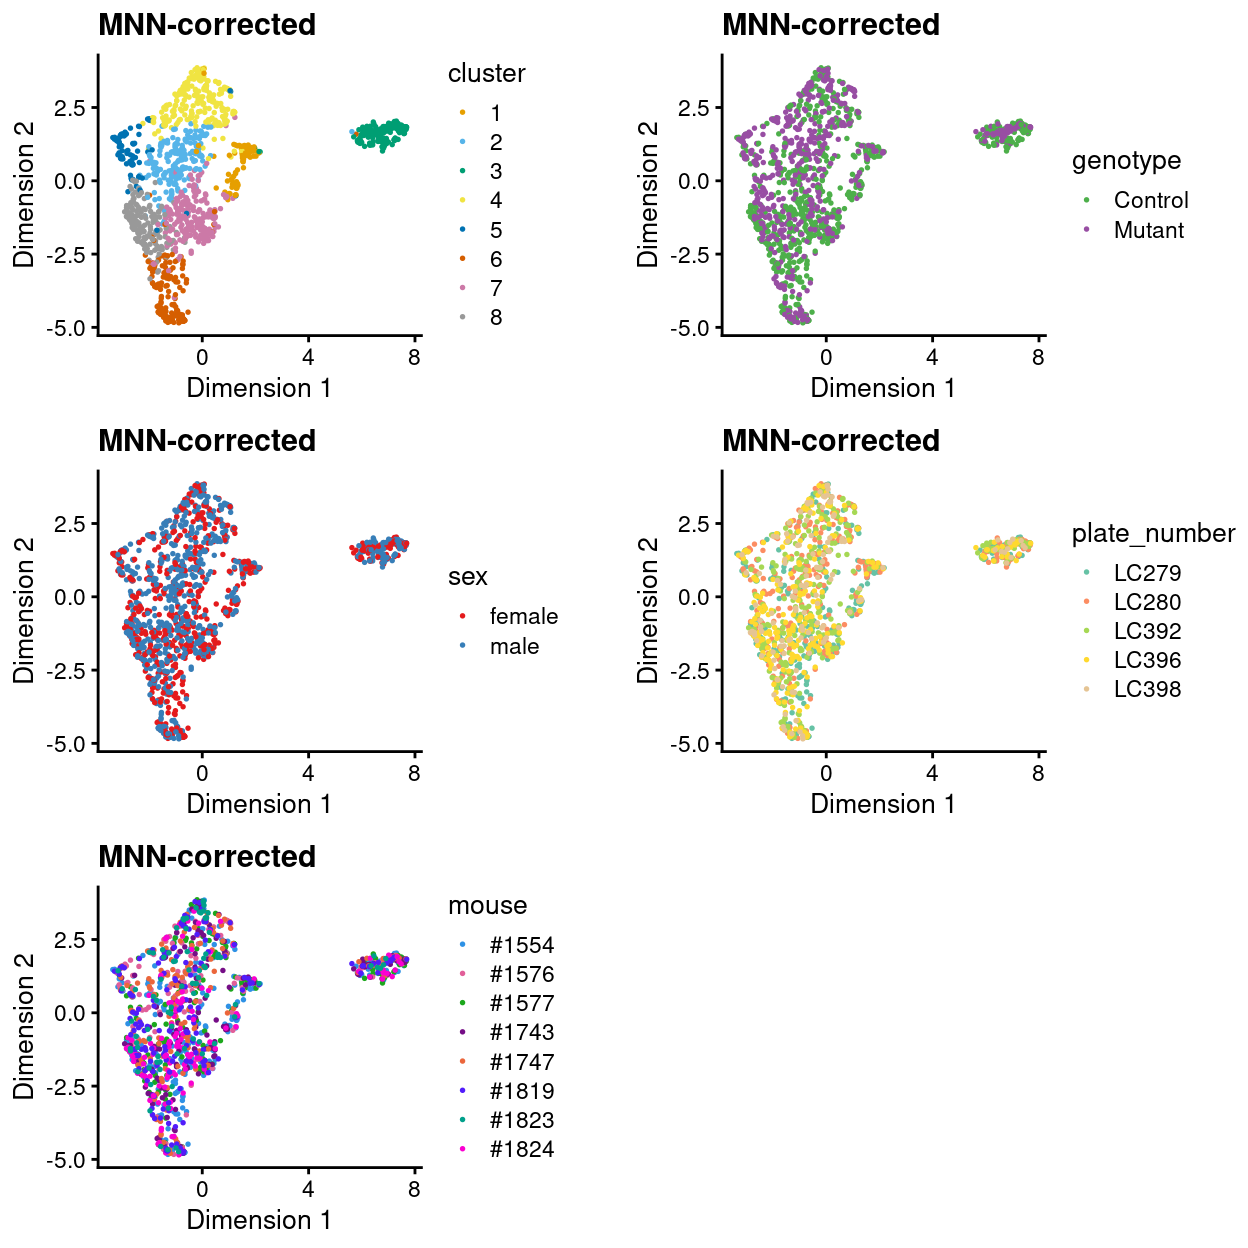 MNN-corrected
Dimension 2
2.5
0.0
-2.5
-5.0
0 4 8
Dimension 1
cluster
1
2
3
4
5
6
7
8
MNN-corrected
Dimension 2
2.5
0.0
-2.5
-5.0
0 4 8
Dimension 1
genotype
Control
Mutant
MNN-corrected
Dimension 2
2.5
0.0
-2.5
-5.0
0 4 8
Dimension 1
sex
female
male
MNN-corrected
Dimension 2
2.5
0.0
-2.5
-5.0
0 4 8
Dimension 1
plate_number
LC279
LC280
LC392
LC396
LC398
MNN-corrected
Dimension 2
2.5
0.0
-2.5
-5.0
0 4 8
Dimension 1
mouse
#1554
#1576
#1577
#1743
#1747
#1819
#1823
#1824